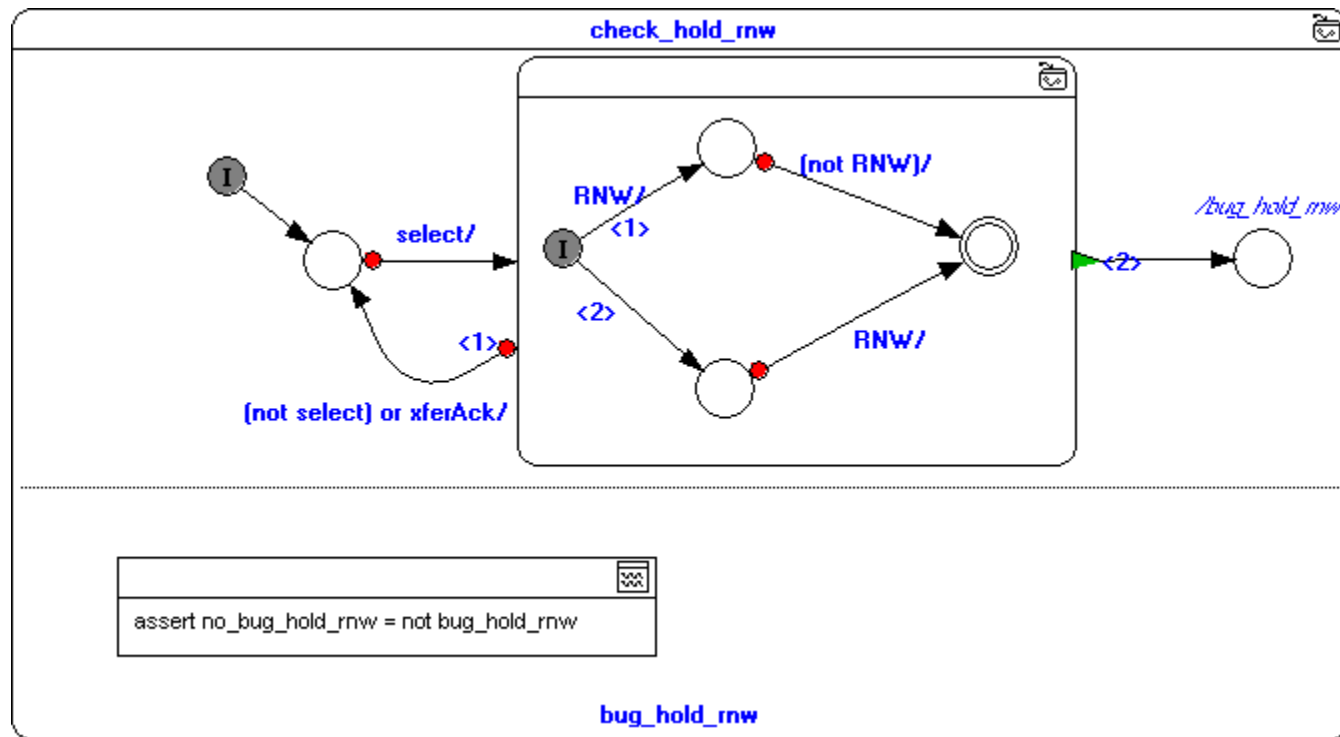 check_hold_rnw
I
select/
<1>
(not select) or xferAck/
I
RNW/
<1>
<2>
(not RNW)/
RNW/
<2>
/bug_hold_rnw
assert no_bug_hold_rnw = not bug_hold_rnw
bug_hold_rnw